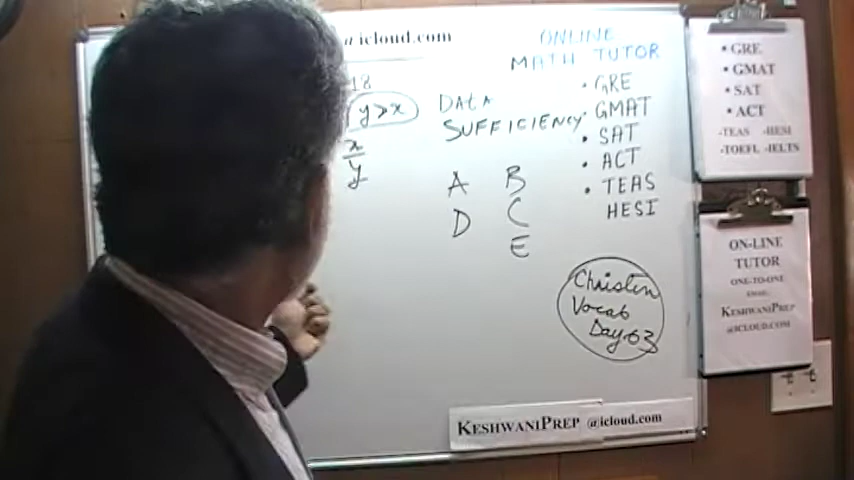 @icloud.com
18
y>x
x
y
DATA
SUFFICIENCY
A B
D C
E
ONLINE
MATH TUTOR
• GRE
• GMAT
• SAT
• ACT
• TEAS
HESI
Christen
Vocab
Day 63
KESHWANIPREP @icloud.com
• GRE
• GMAT
• SAT
• ACT
-TEAS -HESI
-TOEFL -IELTS
ON-LINE
TUTOR
ONE-TO-ONE
KESHWANIPREP
@ICLOUD.COM